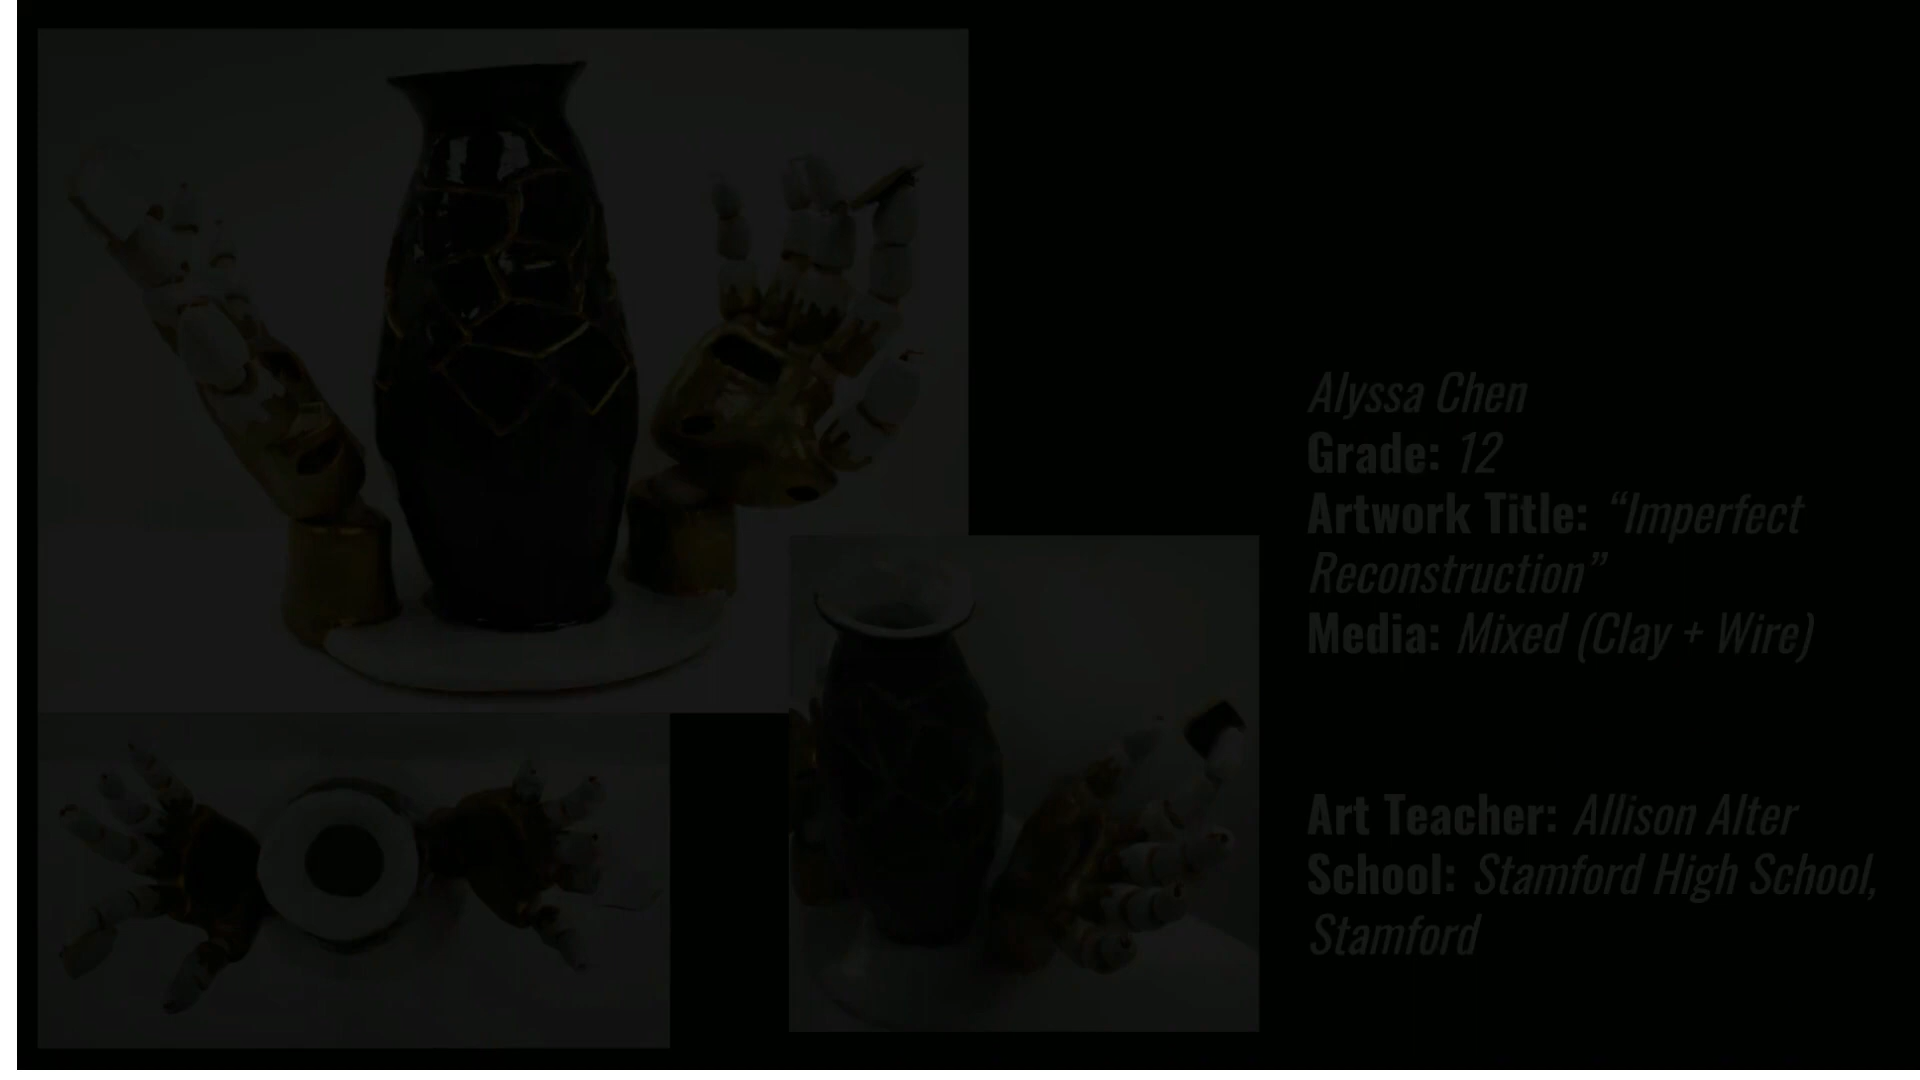 Alyssa Chen
Grade: 12
Artwork Title: “Imperfect
Reconstruction”
Media: Mixed (Clay + Wire)
Art Teacher: Allison Alter
School: Stamford High School,
Stamford